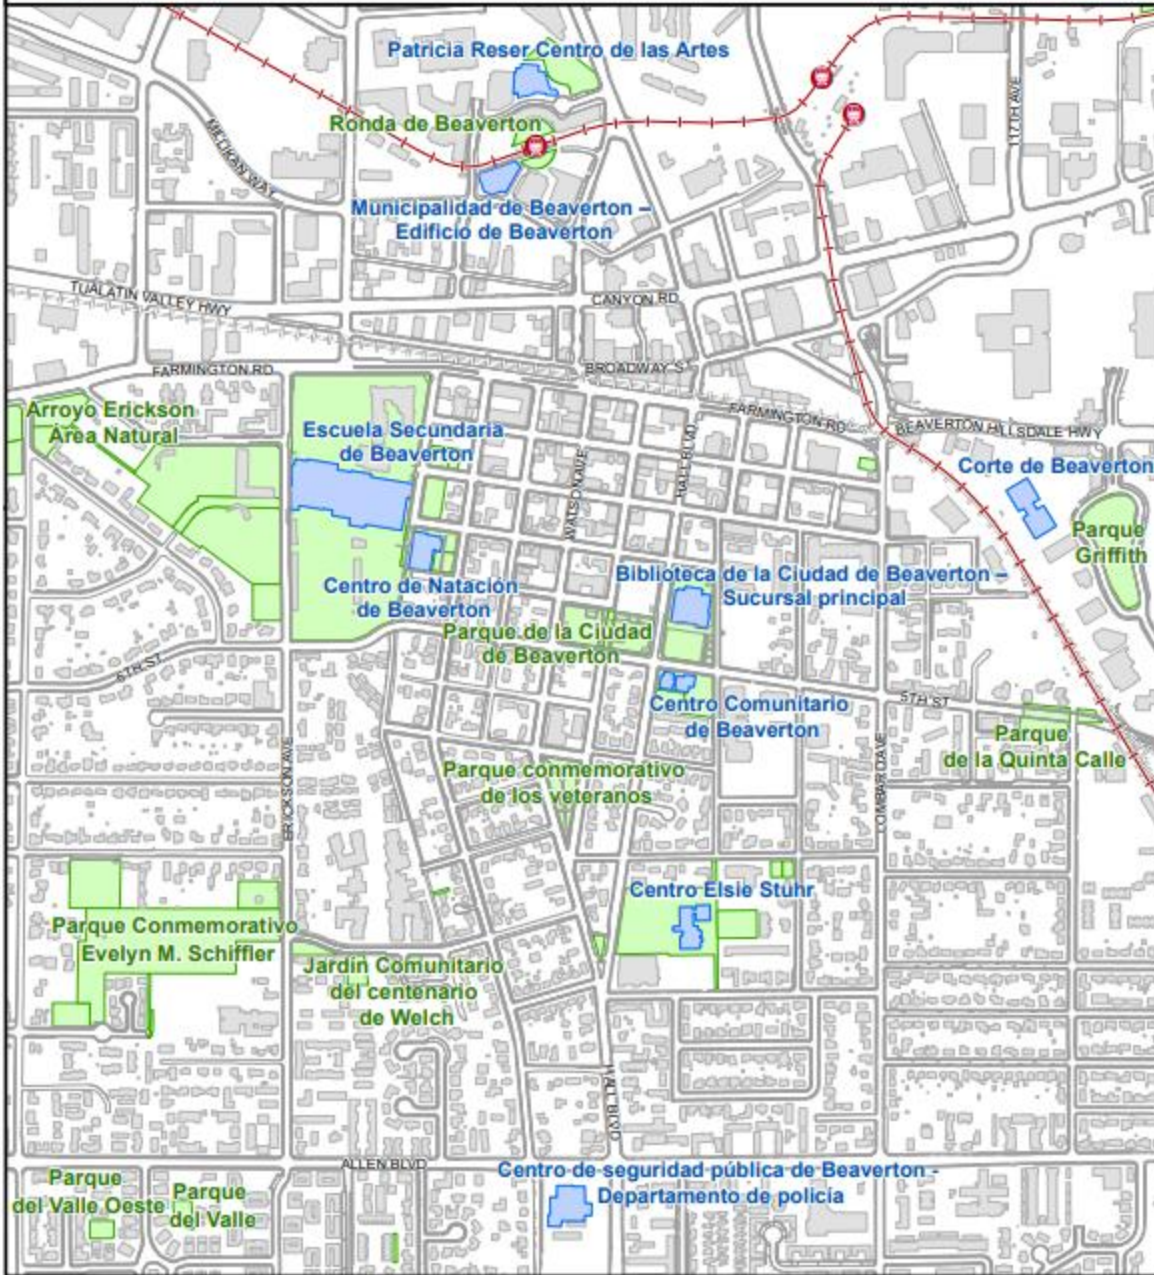 Patricia Reser Centro de las Artes
117TH AVE
Ronda de Beaverton
MILLIKAN WAY
Municipalidad de Beaverton –
Edificio de Beaverton
TUALATIN VALLEY HWY
CANYON RD
BROADWAY S
FARMINGTON RD
Arroyo Erickson
Área Natural
Escuela Secundaria
de Beaverton
FARMINGTON RD
BEAVERTON HILLSDALE HWY
HALL BLVD
WATSON AVE
Corte de Beaverton
Parque
Griffith
Centro de Natación
de Beaverton
Biblioteca de la Ciudad de Beaverton –
Sucursal principal
Parque de la Ciudad
de Beaverton
6TH ST
5TH ST
Centro Comunitario
de Beaverton
Parque
de la Quinta Calle
ERICKSON AVE
LOMBARD AVE
Parque conmemorativo
de los veteranos
Centro Elsie Stuhr
Parque Conmemorativo
Evelyn M. Schiffler
Jardín Comunitario
del centenario
de Welch
HALL BLVD
ALLEN BLVD
Centro de seguridad pública de Beaverton -
Departamento de policía
Parque
del Valle Oeste
Parque
del Valle